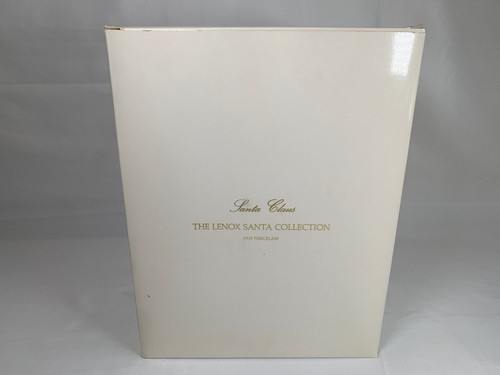 Santa Claus
THE LENOX SANTA COLLECTION
FINE PORCELAIN